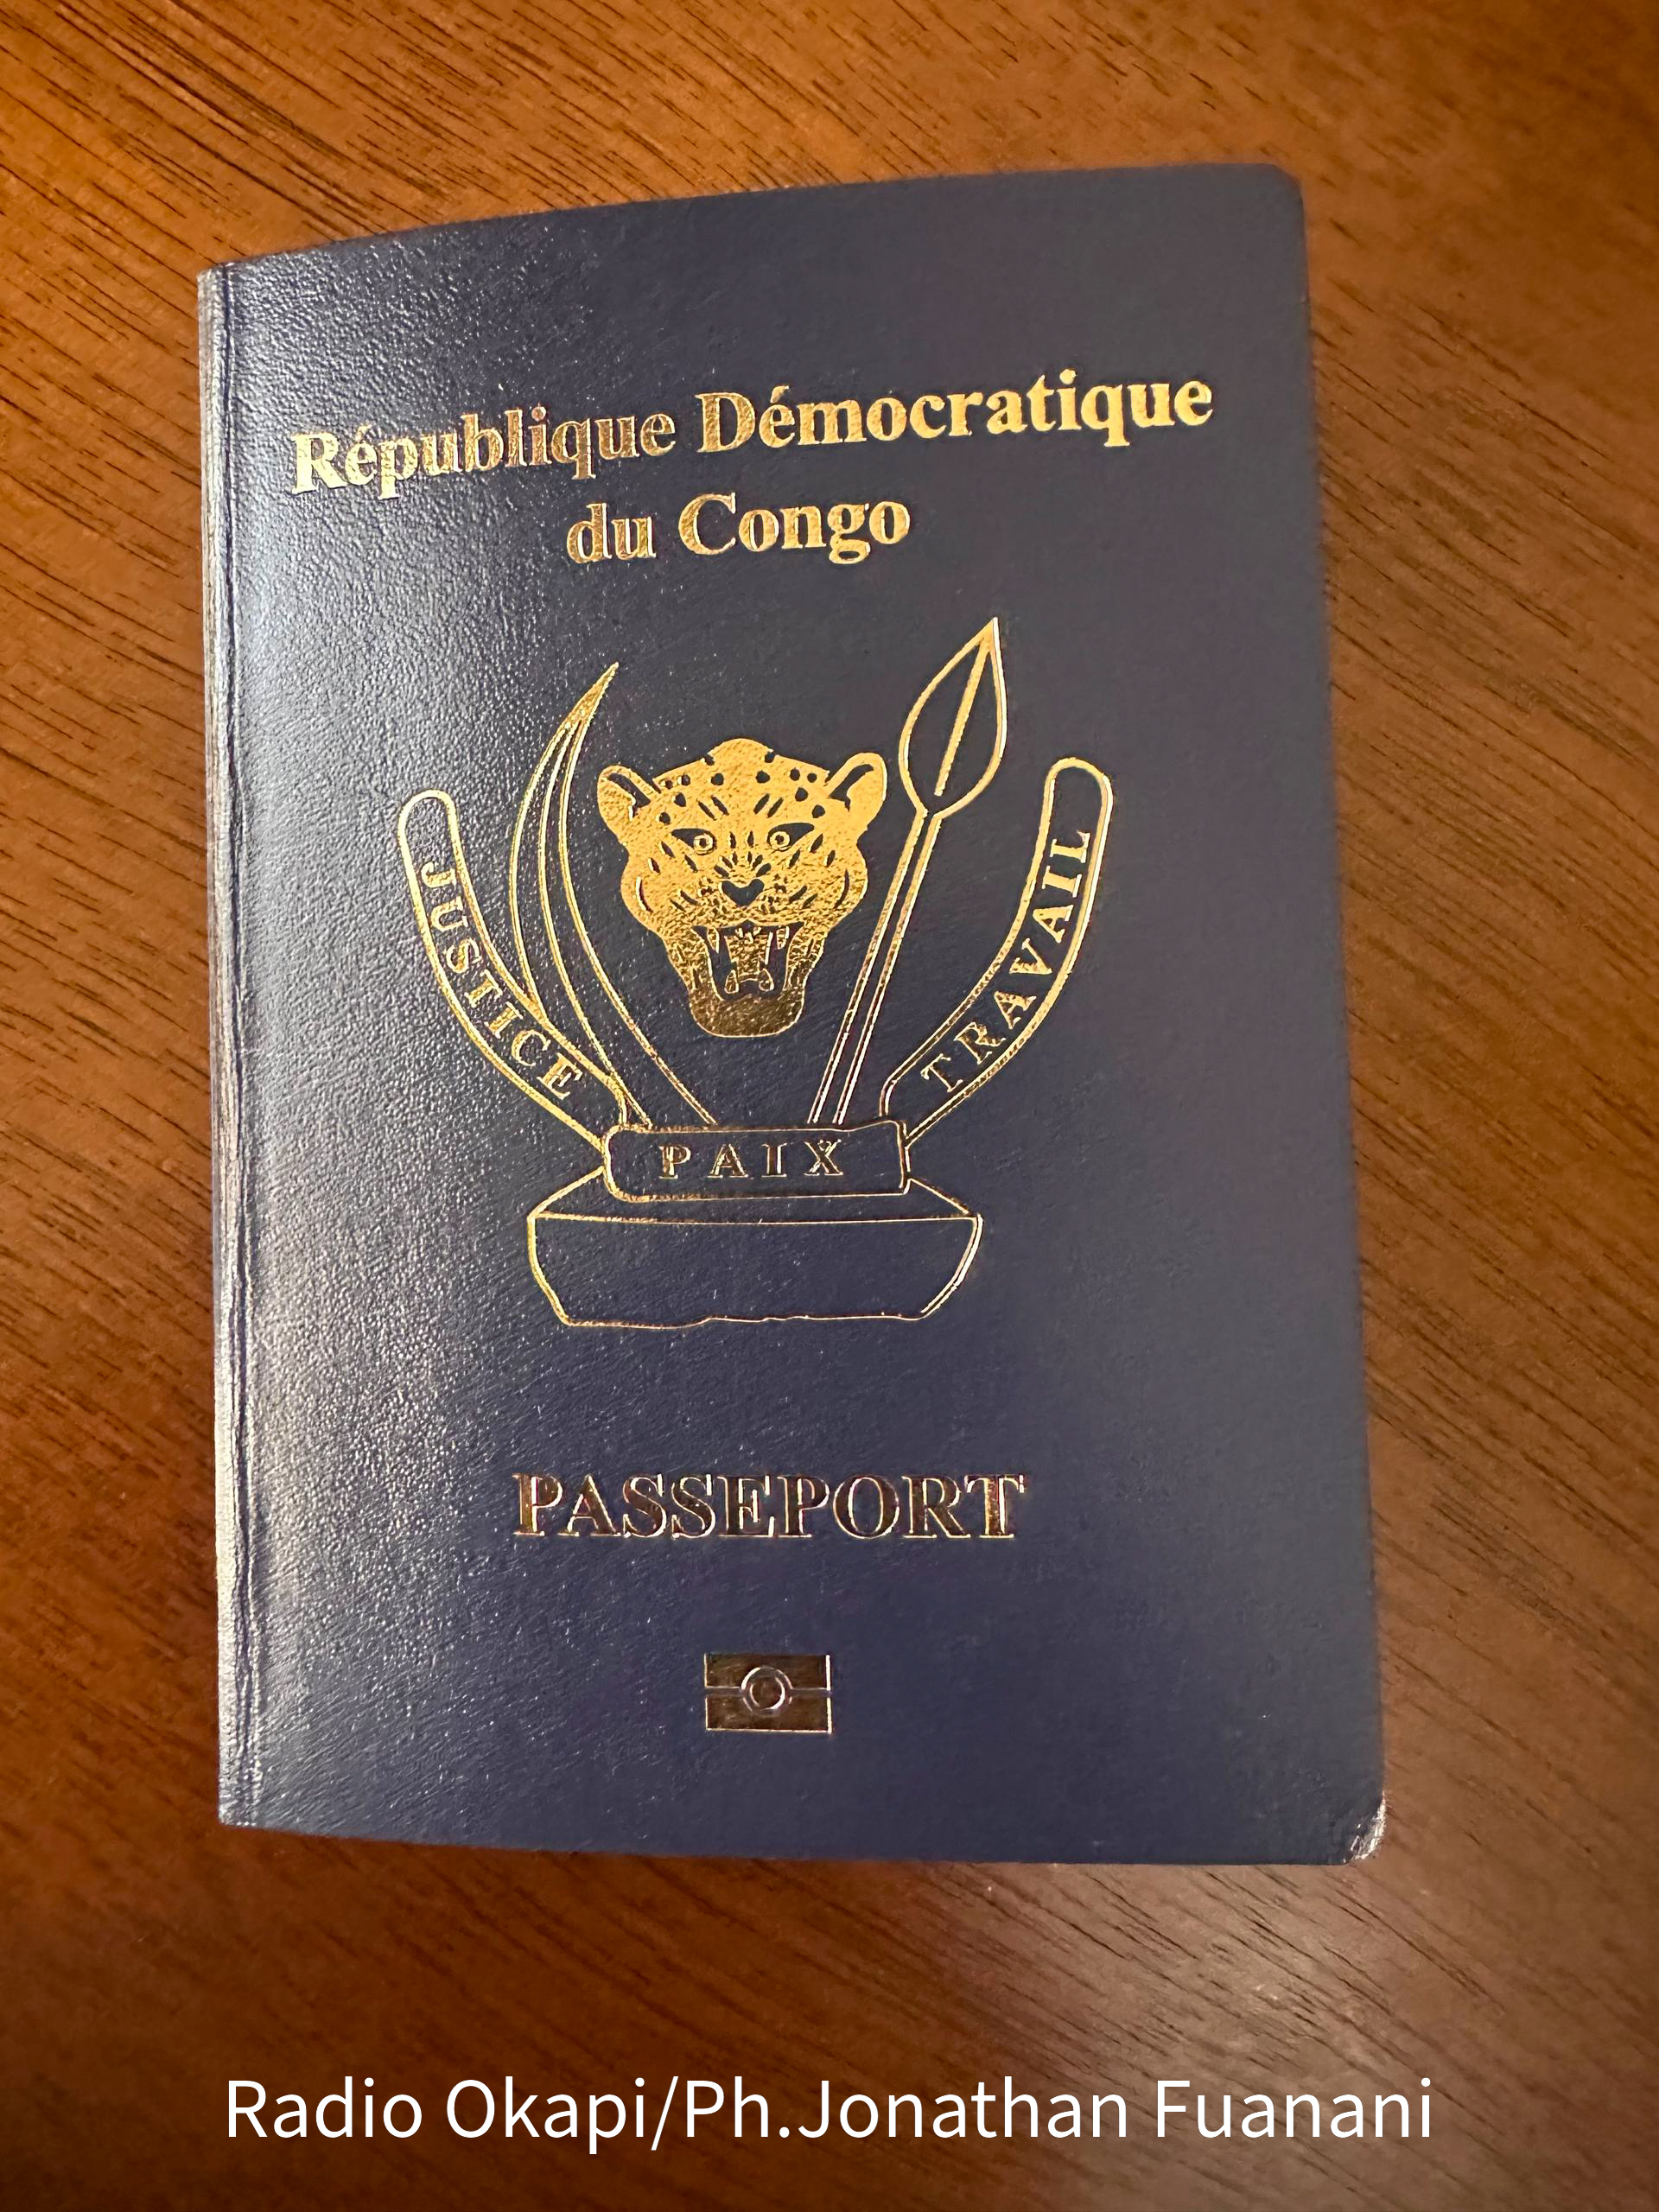 République Démocratique
du Congo
JUSTICE
TRAVAIL
PAIX
PASSEPORT
Radio Okapi/Ph.Jonathan Fuanani